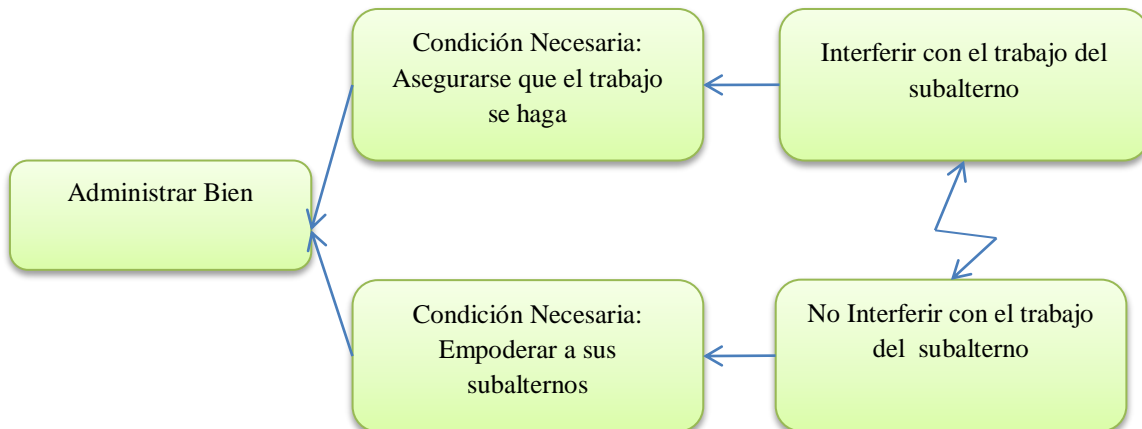 Condición Necesaria:
Asegurarse que el trabajo
se haga
Interferir con el trabajo del
subalterno
Administrar Bien
Condición Necesaria:
Empoderar a sus
subalternos
No Interferir con el trabajo
del subalterno